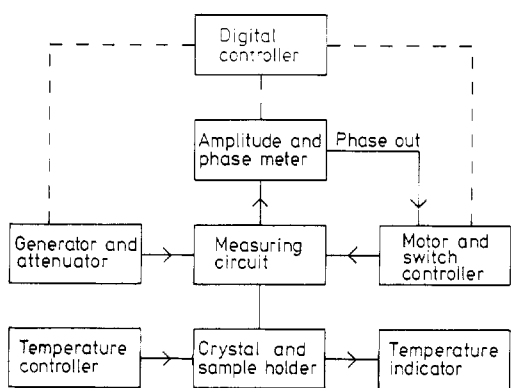 Digital
controller
Amplitude and
phase meter
Phase out
Generator and
attenuator
Measuring
circuit
Motor and
switch
controller
Temperature
controller
Crystal and
sample holder
Temperature
indicator